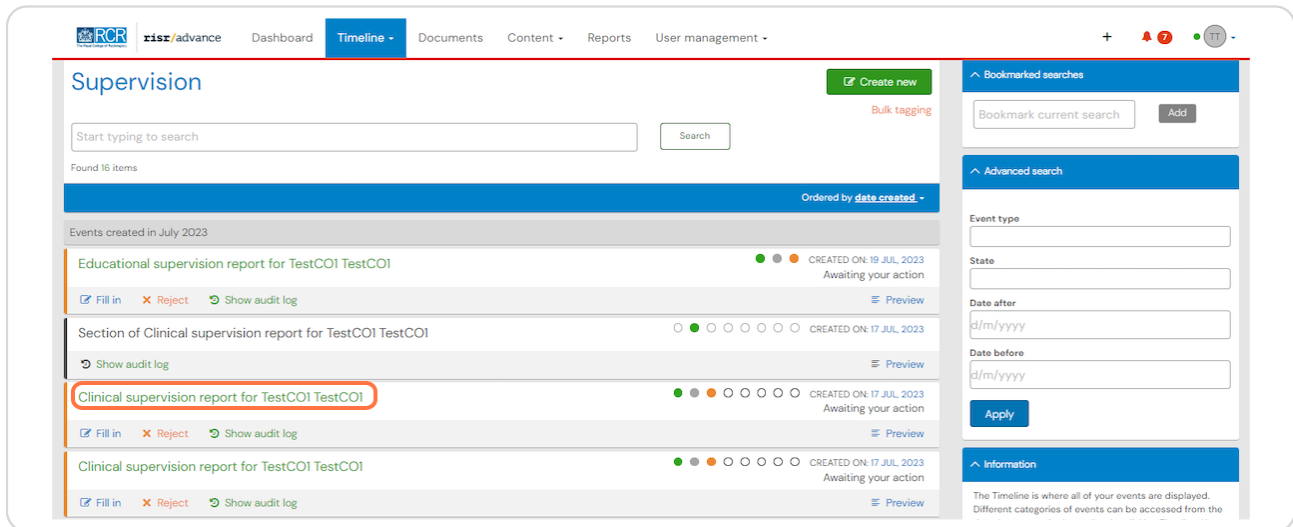 RCR
The Royal College of Radiologists
risr/advance
Dashboard
Timeline
Documents
Content
Reports
User management
+
7
TT
Supervision
Create new
Bulk tagging
Start typing to search
Search
Found 16 items
Ordered by date created
Events created in July 2023
Educational supervision report for TestCO1 TestCO1
CREATED ON: 19 JUL, 2023
Awaiting your action
Fill in
Reject
Show audit log
Preview
Section of Clinical supervision report for TestCO1 TestCO1
CREATED ON: 17 JUL, 2023
Show audit log
Preview
Clinical supervision report for TestCO1 TestCO1
CREATED ON: 17 JUL, 2023
Awaiting your action
Fill in
Reject
Show audit log
Preview
Clinical supervision report for TestCO1 TestCO1
CREATED ON: 17 JUL, 2023
Awaiting your action
Fill in
Reject
Show audit log
Preview
Bookmarked searches
Bookmark current search
Add
Advanced search
Event type
State
Date after
d/m/yyyy
Date before
d/m/yyyy
Apply
Information
The Timeline is where all of your events are displayed.
Different categories of events can be accessed from the